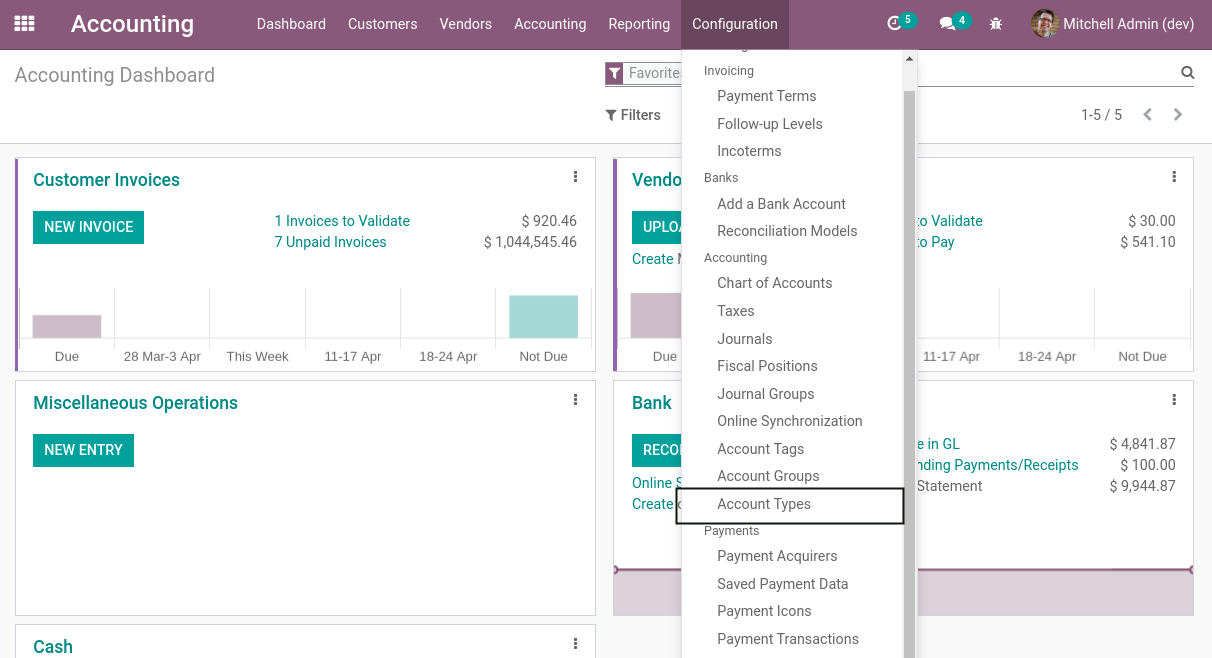 Accounting
Dashboard Customers Vendors Accounting Reporting Configuration
5 4 Mitchell Admin (dev)
Accounting Dashboard
Filters
1-5 / 5
Invoicing
Payment Terms
Follow-up Levels
Incoterms
Banks
Add a Bank Account
Reconciliation Models
Accounting
Chart of Accounts
Taxes
Journals
Fiscal Positions
Journal Groups
Online Synchronization
Account Tags
Account Groups
Account Types
Payments
Payment Acquirers
Saved Payment Data
Payment Icons
Payment Transactions
Customer Invoices
NEW INVOICE
1 Invoices to Validate $ 920.46
7 Unpaid Invoices $ 1,044,545.46
Due 28 Mar-3 Apr This Week 11-17 Apr 18-24 Apr Not Due
to Validate $ 30.00
to Pay $ 541.10
Create
Due 11-17 Apr 18-24 Apr Not Due
Miscellaneous Operations
NEW ENTRY
Bank
in GL $ 4,841.87
Payments/Receipts $ 100.00
Statement $ 9,944.87
Online
Create
Cash